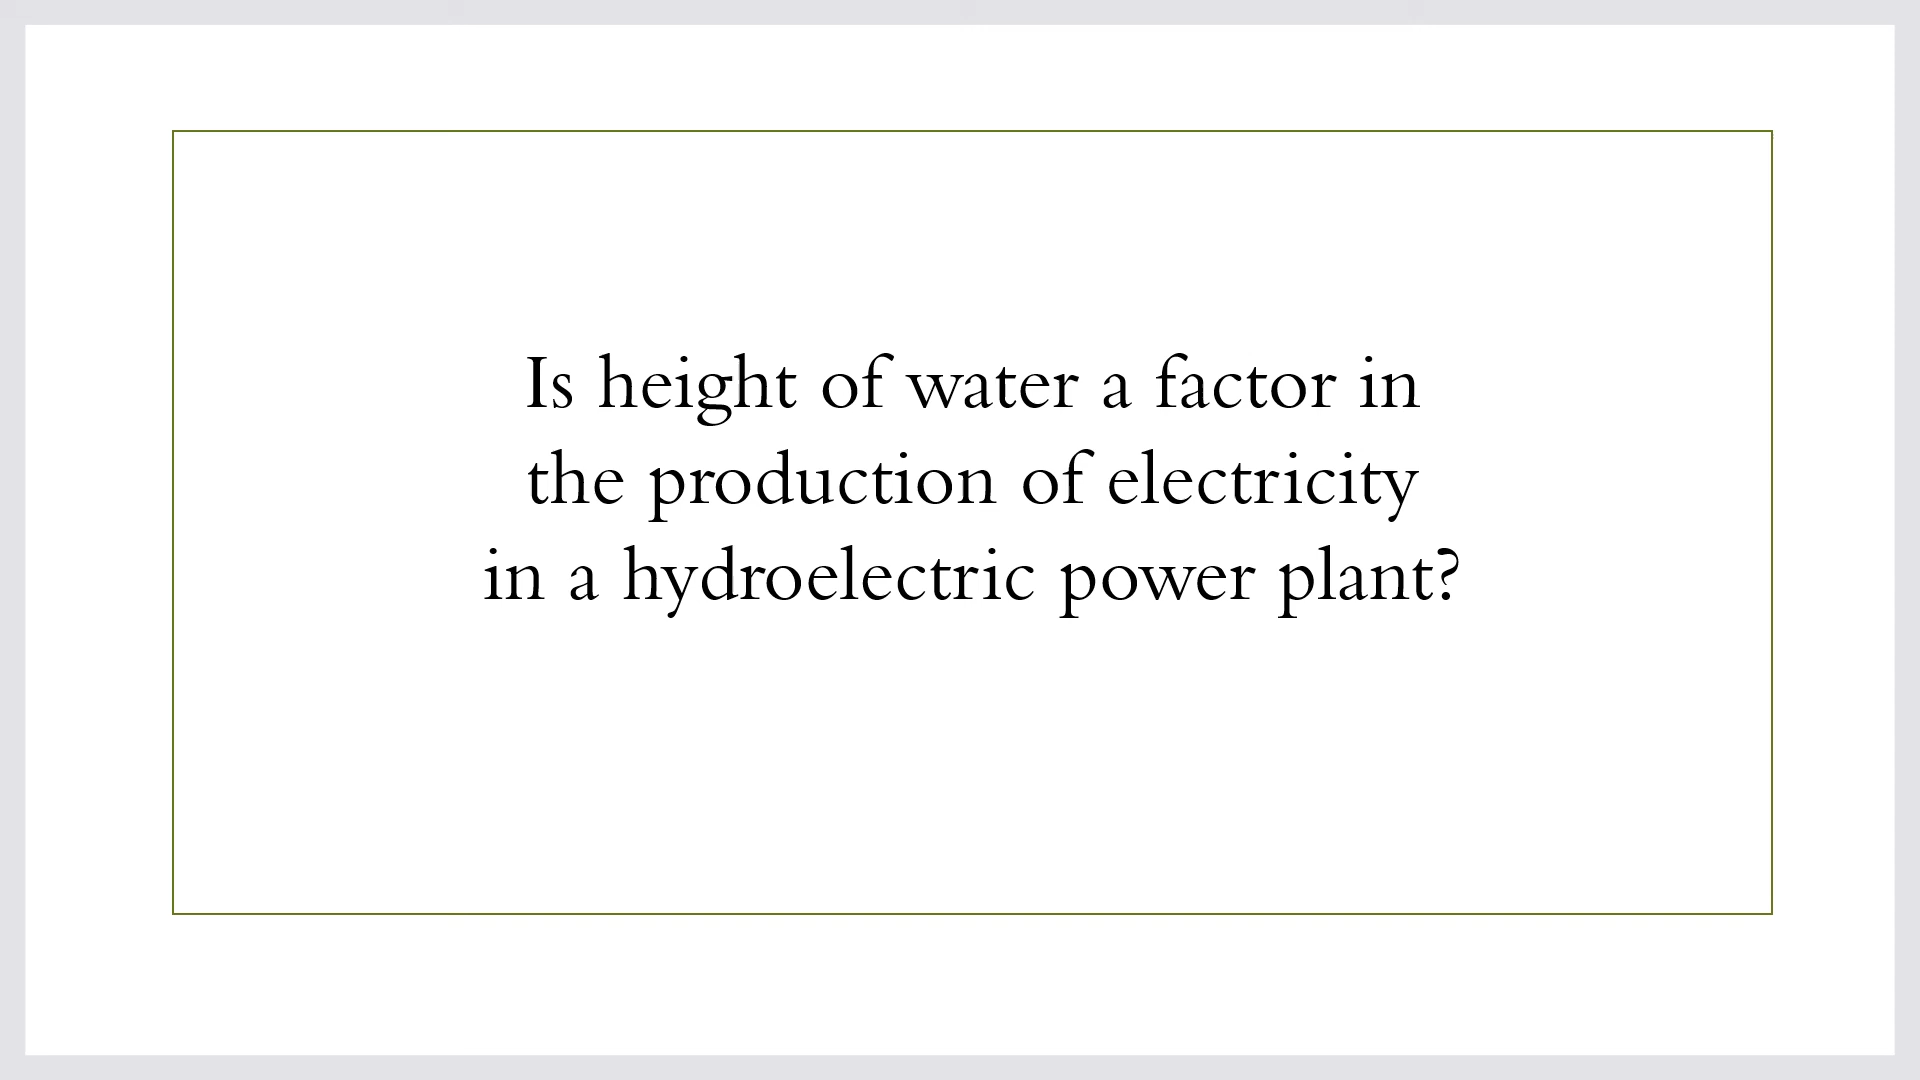 Is height of water a factor in
the production of electricity
in a hydroelectric power plant?